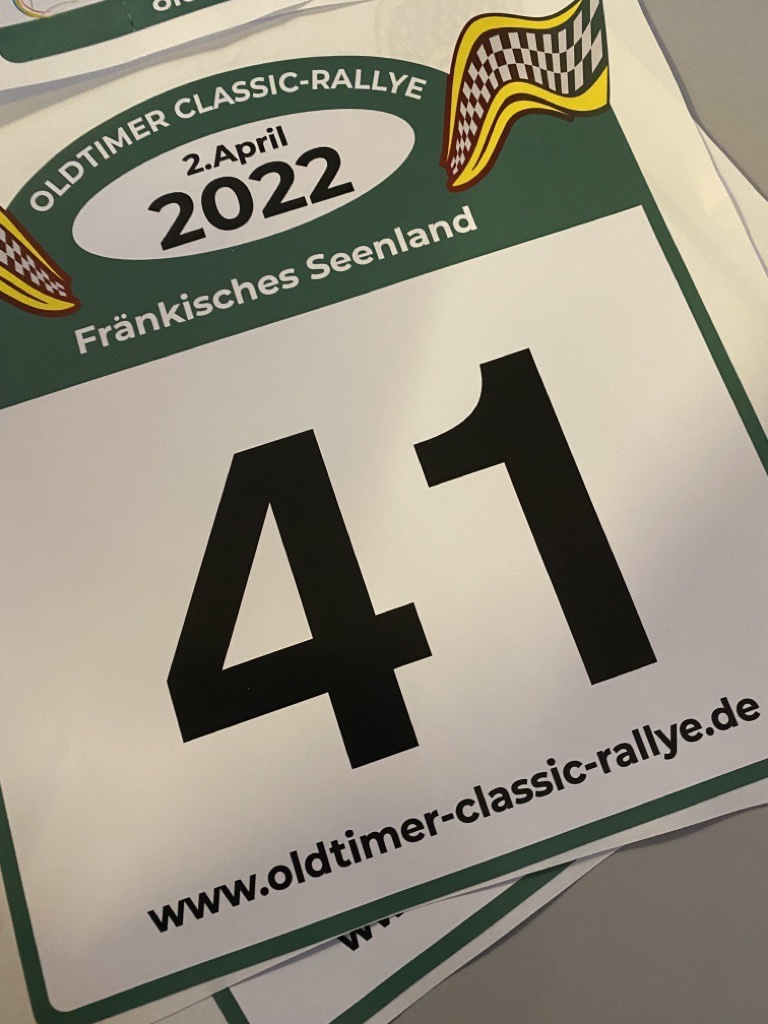 OLDTIMER CLASSIC-RALLYE
2.April
2022
Fränkisches Seenland
41
www.oldtimer-classic-rallye.de